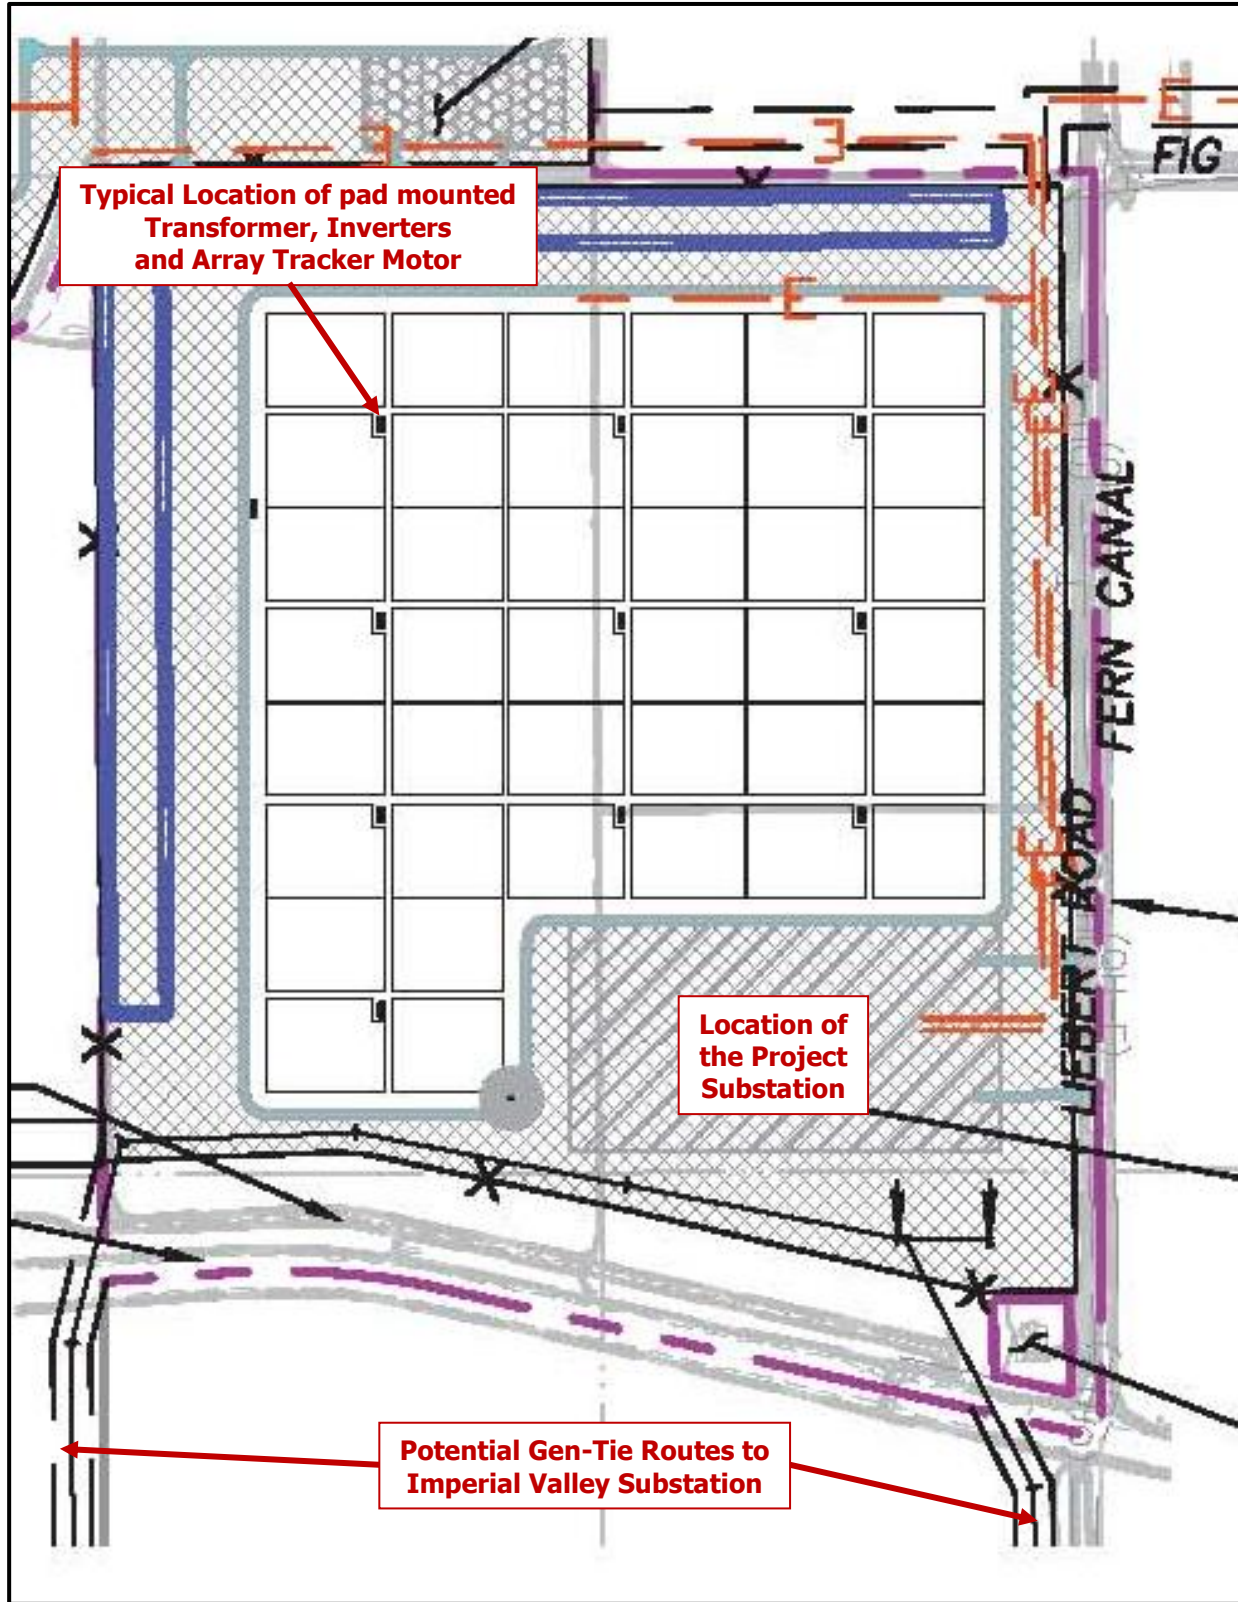 E
E
E
FIG
Typical Location of pad mounted
Transformer, Inverters
and Array Tracker Motor
E
E
E
FERN CANAL
LIEBERT ROAD
E
E
Location of
the Project
Substation
Potential Gen-Tie Routes to
Imperial Valley Substation